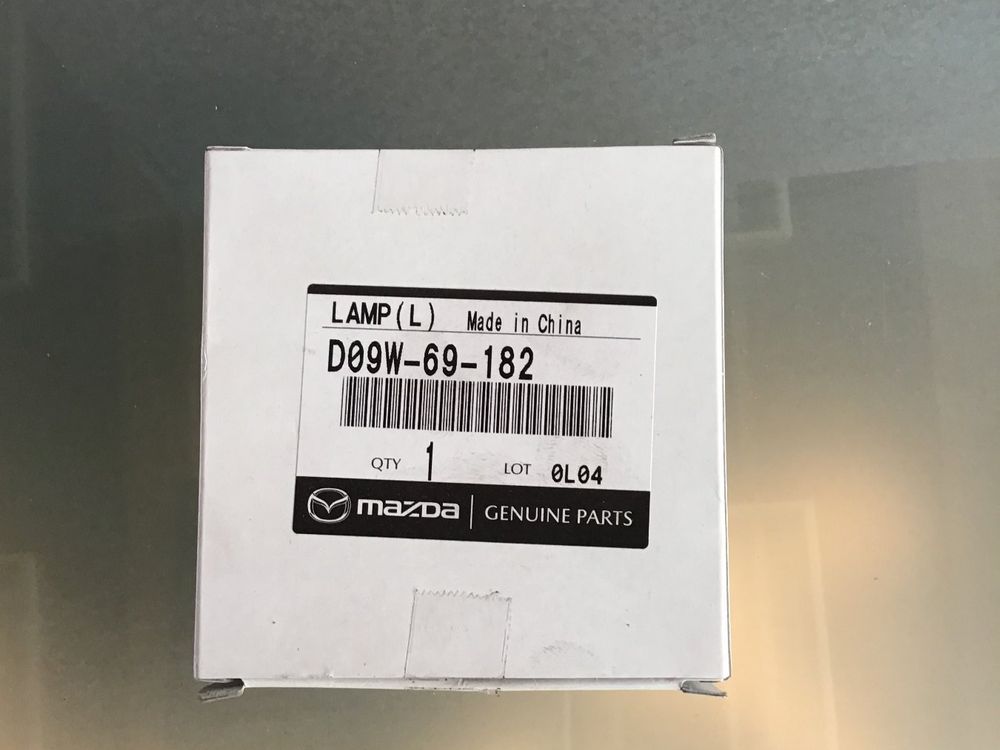 LAMP(L) Made in China
D09W-69-182
QTY 1 LOT 0L04
mazda GENUINE PARTS